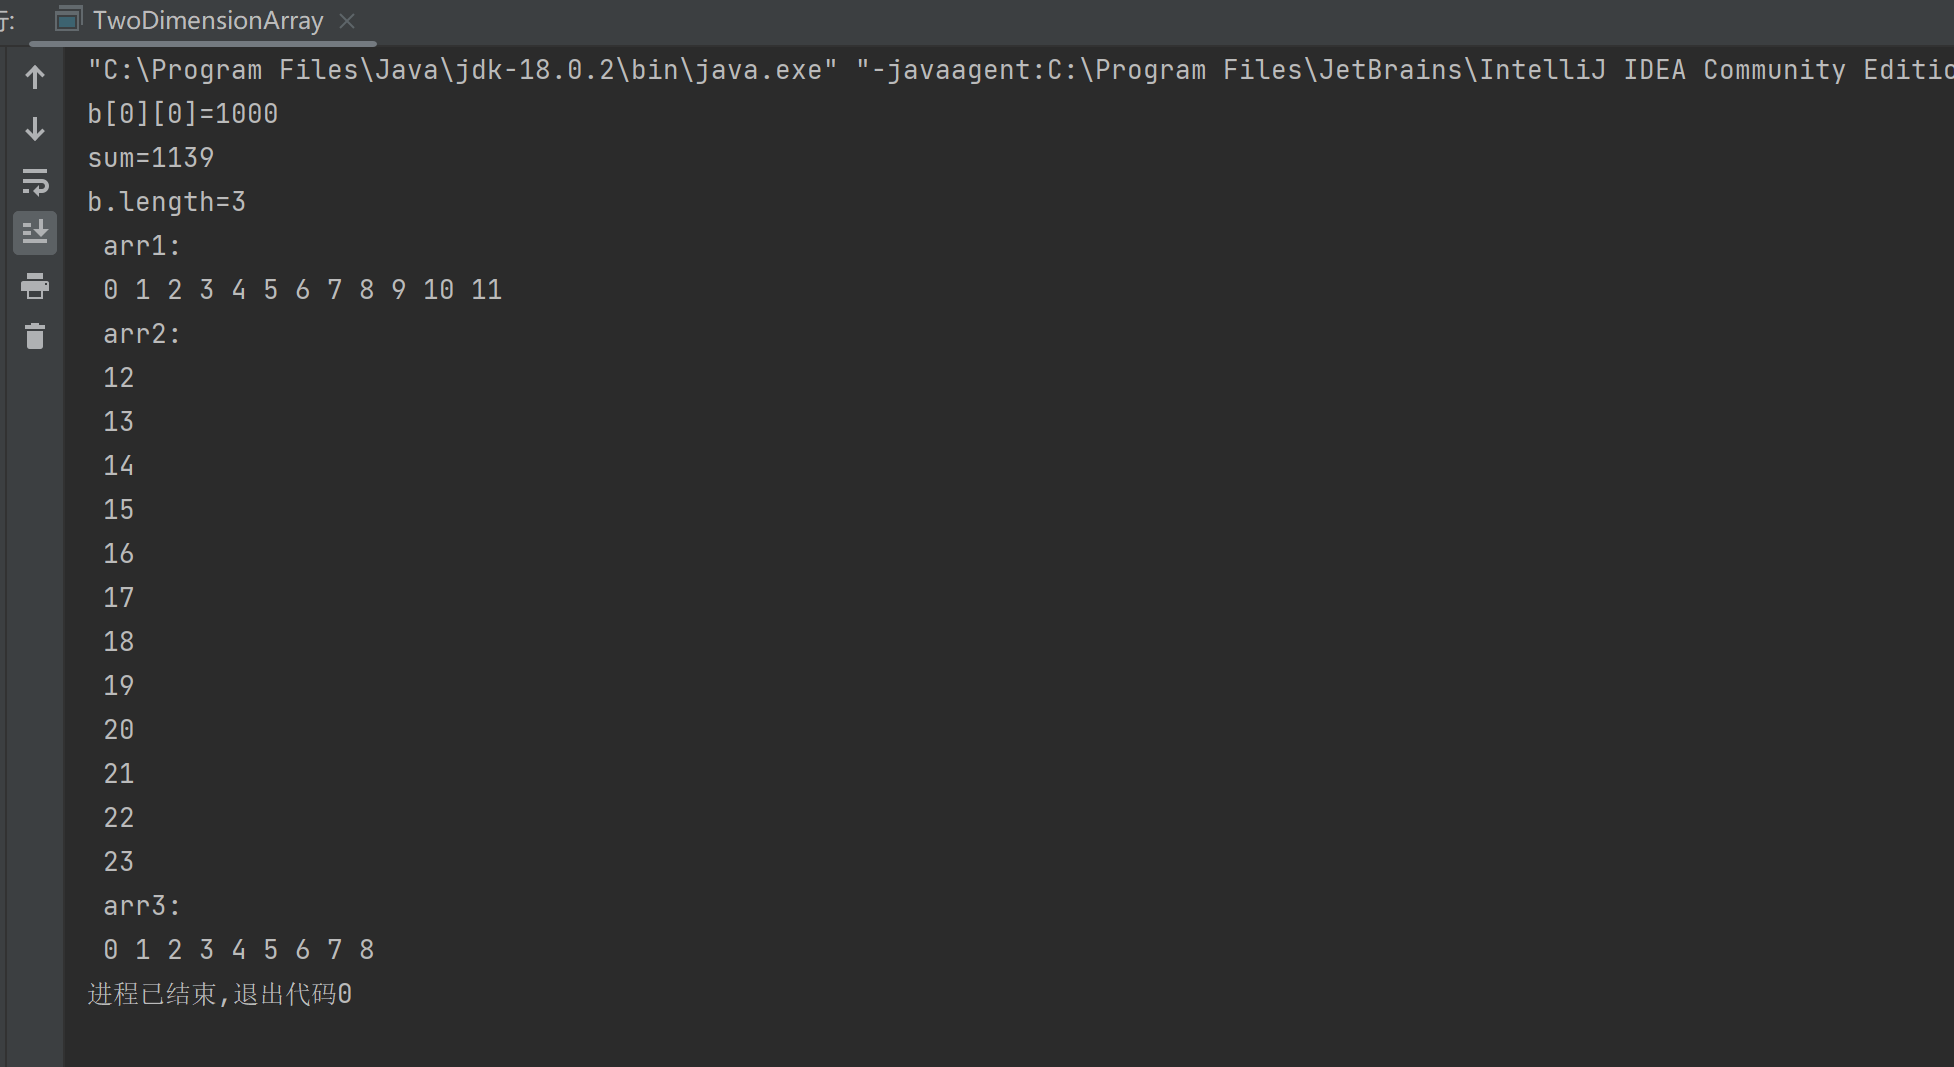 TwoDimensionArray
"C:\Program Files\Java\jdk-18.0.2\bin\java.exe" "-javaagent:C:\Program Files\JetBrains\IntelliJ IDEA Community
b[0][0]=1000
sum=1139
b.length=3
arr1:
0 1 2 3 4 5 6 7 8 9 10 11
arr2:
12
13
14
15
16
17
18
19
20
21
22
23
arr3:
0 1 2 3 4 5 6 7 8
进程已结束,退出代码0